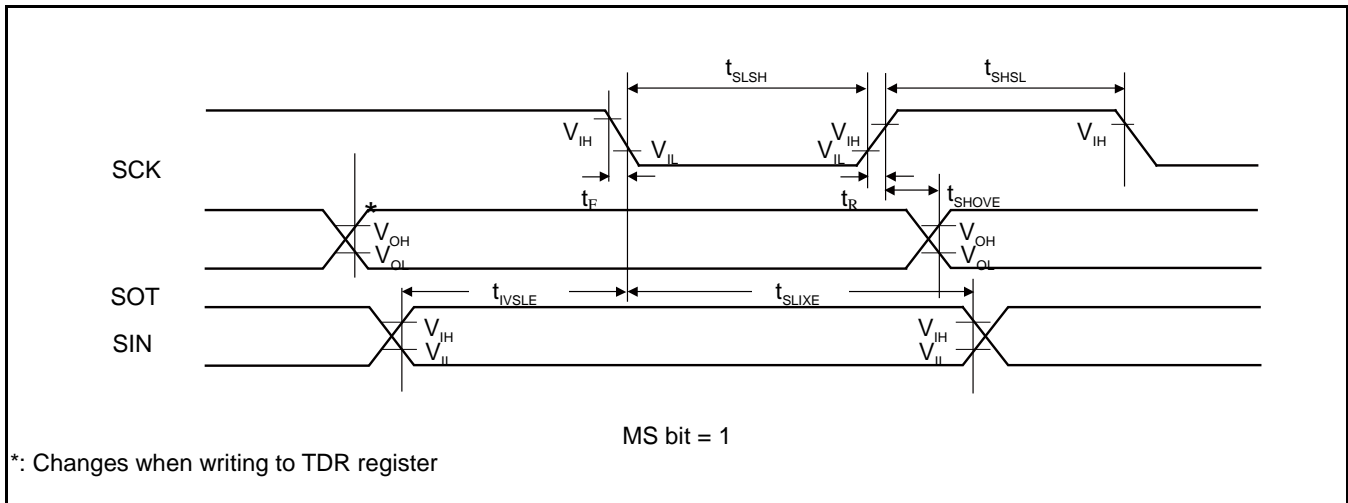 tSLSH tSHSL
VIH VIL VIL VIH VIH
SCK
tF tR tSHOVE
*
VOH VOH
VOL VOL
SOT
tIVSLE tSLIXE
SIN
VIH VIH
VIL VIL
MS bit = 1
*: Changes when writing to TDR register